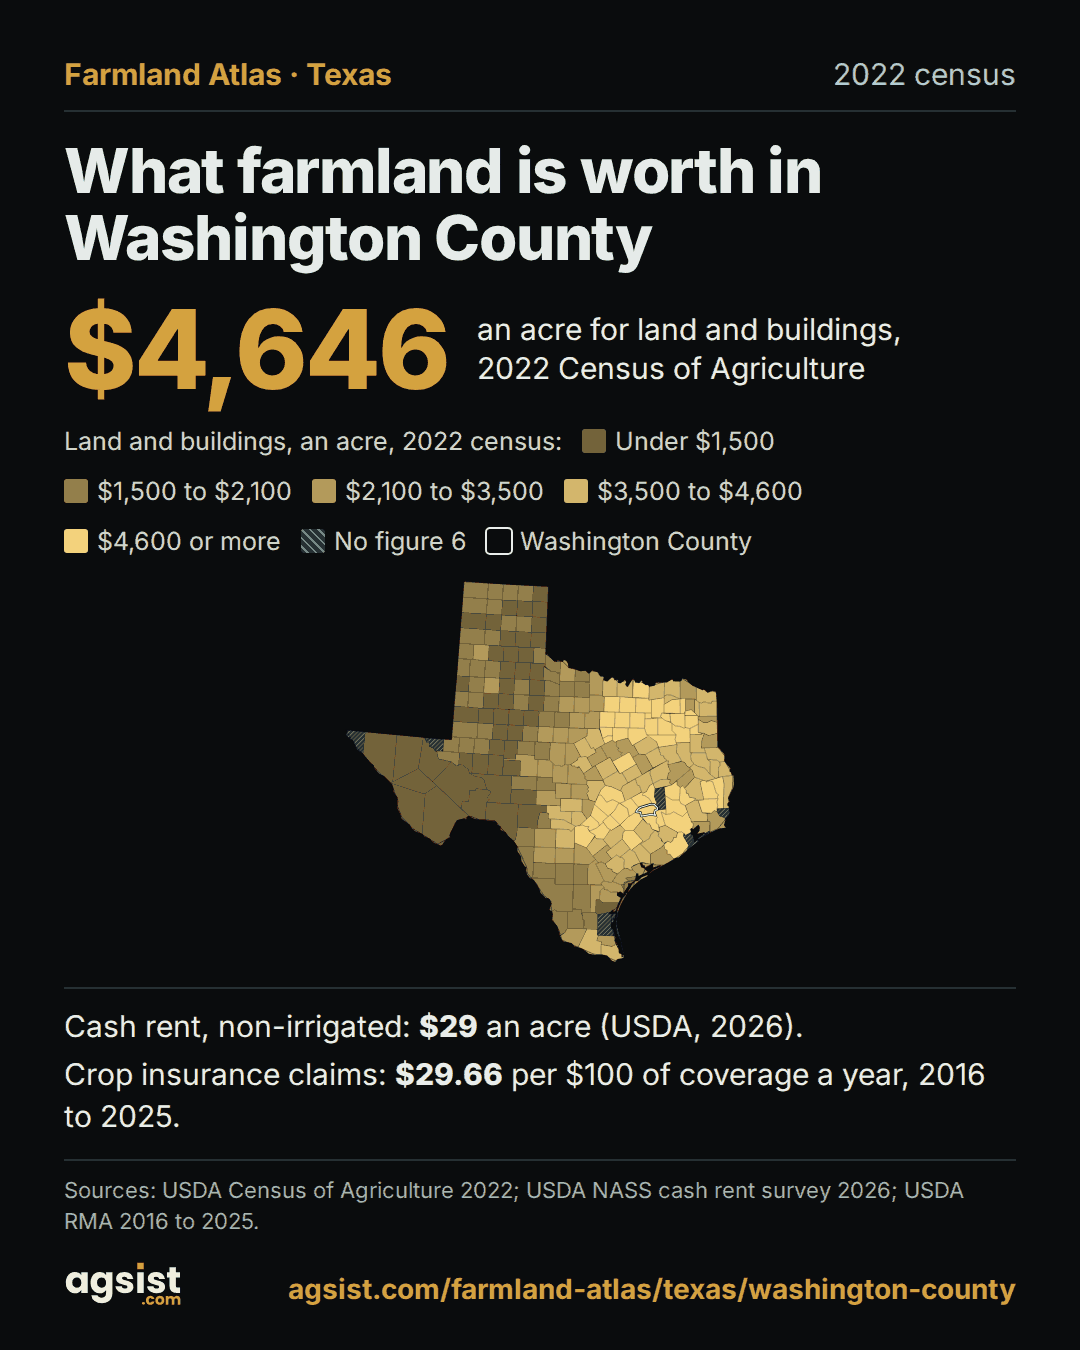 Farmland Atlas · Texas
2022 census
What farmland is worth in
Washington County
$4,646
an acre for land and buildings,
2022 Census of Agriculture
Land and buildings, an acre, 2022 census: Under $1,500
$1,500 to $2,100 $2,100 to $3,500 $3,500 to $4,600
$4,600 or more No figure 6 Washington County
Cash rent, non-irrigated: $29 an acre (USDA, 2026).
Crop insurance claims: $29.66 per $100 of coverage a year, 2016
to 2025.
Sources: USDA Census of Agriculture 2022; USDA NASS cash rent survey 2026; USDA
RMA 2016 to 2025.
agsist
.com
agsist.com/farmland-atlas/texas/washington-county